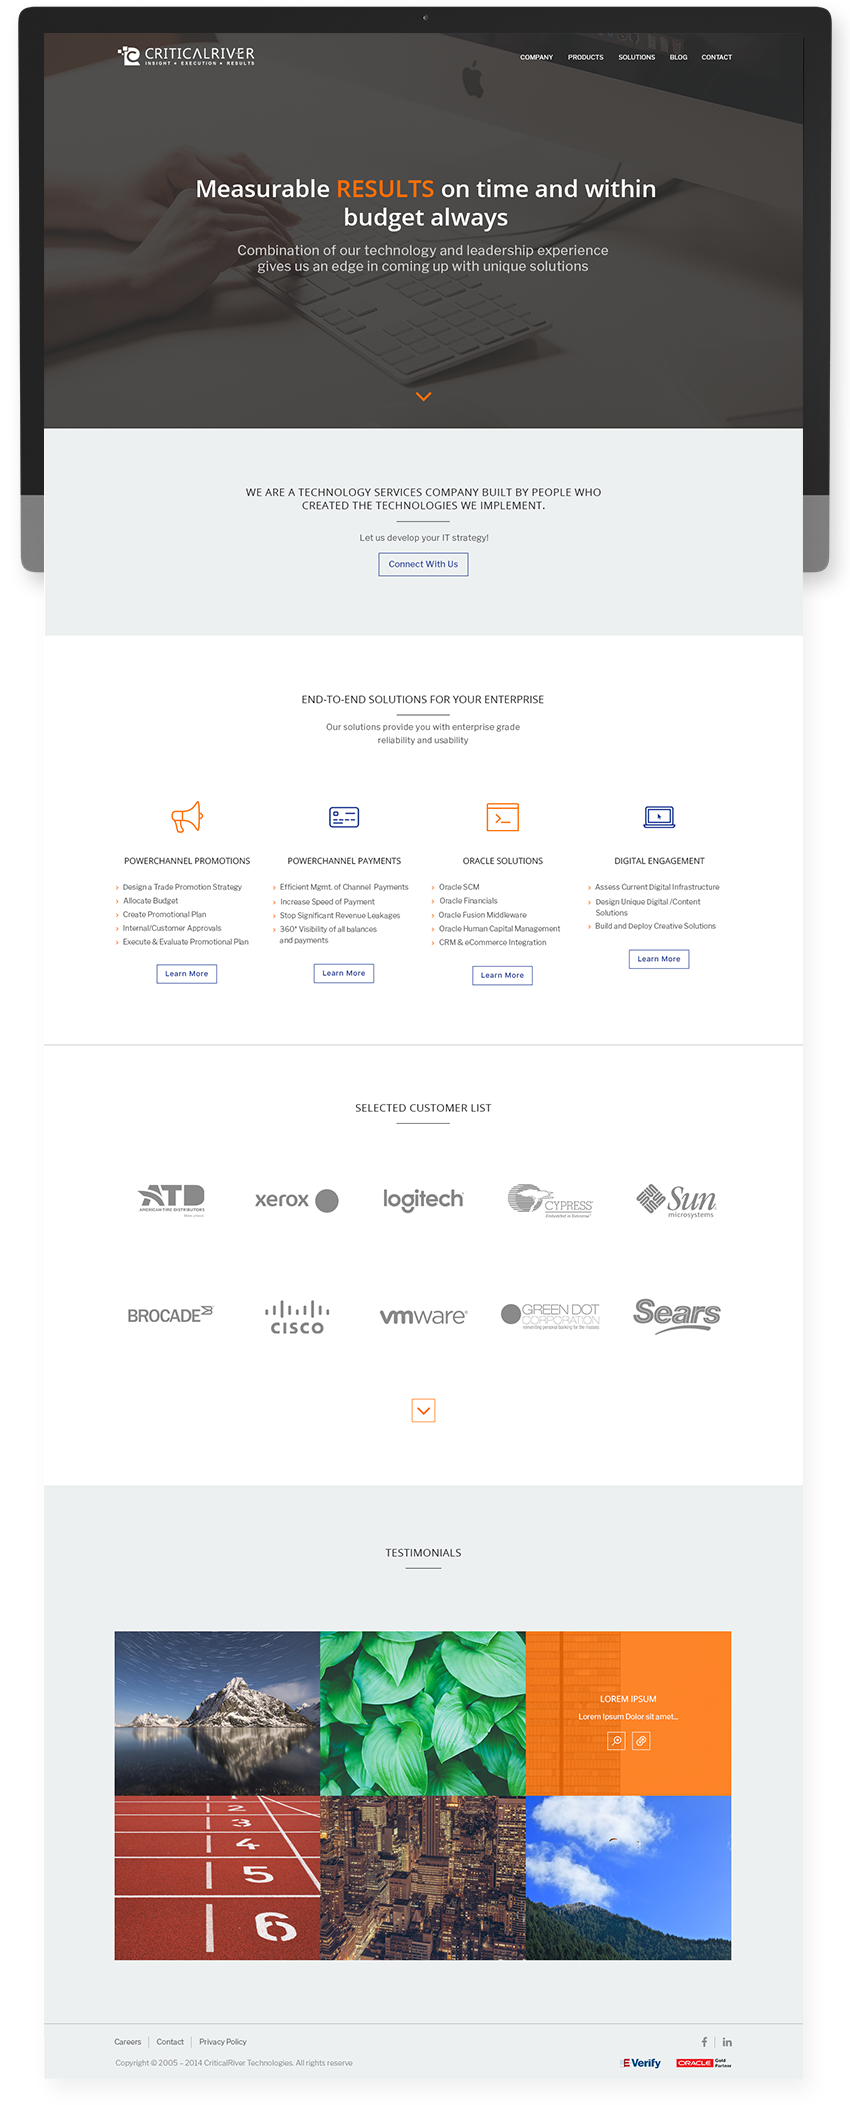 CRITICALRIVER
INSIGHT • EXECUTION • RESULTS
COMPANY PRODUCTS SOLUTIONS BLOG CONTACT
Measurable RESULTS on time and within
budget always
Combination of our technology and leadership experience
gives us an edge in coming up with unique solutions
WE ARE A TECHNOLOGY SERVICES COMPANY BUILT BY PEOPLE WHO
CREATED THE TECHNOLOGIES WE IMPLEMENT.
Let us develop your IT strategy!
Connect With Us
END-TO-END SOLUTIONS FOR YOUR ENTERPRISE
Our solutions provide you with enterprise grade
reliability and usability
POWERCHANNEL PROMOTIONS
Design a Trade Promotion Strategy
Allocate Budget
Create Promotional Plan
Internal/Customer Approvals
Execute & Evaluate Promotional Plan
Learn More
POWERCHANNEL PAYMENTS
Efficient Mgmt. of Channel Payments
Increase Speed of Payment
Stop Significant Revenue Leakages
360° Visibility of all balances
and payments
Learn More
ORACLE SOLUTIONS
Oracle SCM
Oracle Financials
Oracle Fusion Middleware
Oracle Human Capital Management
CRM & eCommerce Integration
Learn More
DIGITAL ENGAGEMENT
Assess Current Digital Infrastructure
Design Unique Digital /Content
Solutions
Build and Deploy Creative Solutions
Learn More
SELECTED CUSTOMER LIST
ATD
AMERICAN TIRE DISTRIBUTORS
xerox
logitech
CYPRESS
Embedded in Tomorrow
Sun
microsystems
BROCADE
CISCO
vmware®
GREEN DOT
CORPORATION
reinventing personal banking for the masses
Sears
TESTIMONIALS
LOREM IPSUM
Lorem Ipsum Dolor sit amet...
2
3
4
5
6
Careers | Contact | Privacy Policy
Copyright © 2005 – 2014 CriticalRiver Technologies. All rights reserve
E Verify
ORACLE Gold
Partner